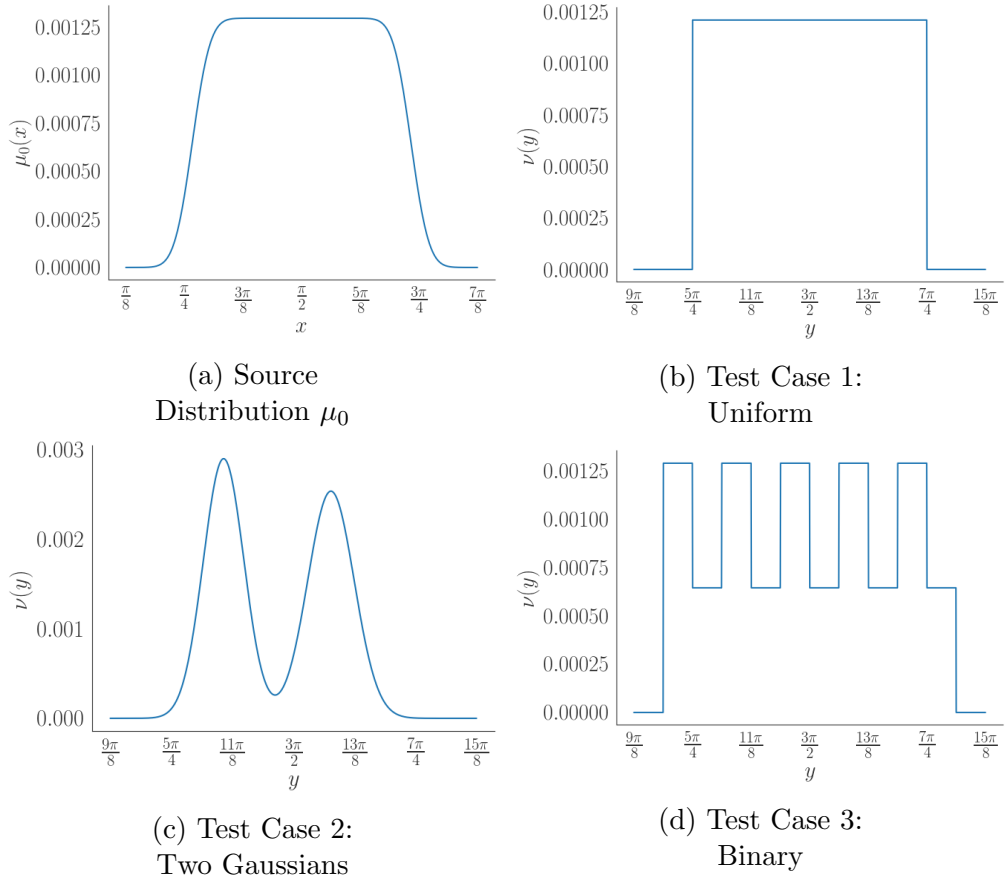 0.00125
0.00100
0.00075
0.00050
0.00025
0.00000
μ₀(x)
π/8 π/4 3π/8 π/2 5π/8 3π/4 7π/8
x
(a) Source
Distribution μ₀
0.00125
0.00100
0.00075
0.00050
0.00025
0.00000
ν(y)
9π/8 5π/4 11π/8 3π/2 13π/8 7π/4 15π/8
y
(b) Test Case 1:
Uniform
0.003
0.002
0.001
0.000
ν(y)
9π/8 5π/4 11π/8 3π/2 13π/8 7π/4 15π/8
y
(c) Test Case 2:
Two Gaussians
0.00125
0.00100
0.00075
0.00050
0.00025
0.00000
ν(y)
9π/8 5π/4 11π/8 3π/2 13π/8 7π/4 15π/8
y
(d) Test Case 3:
Binary